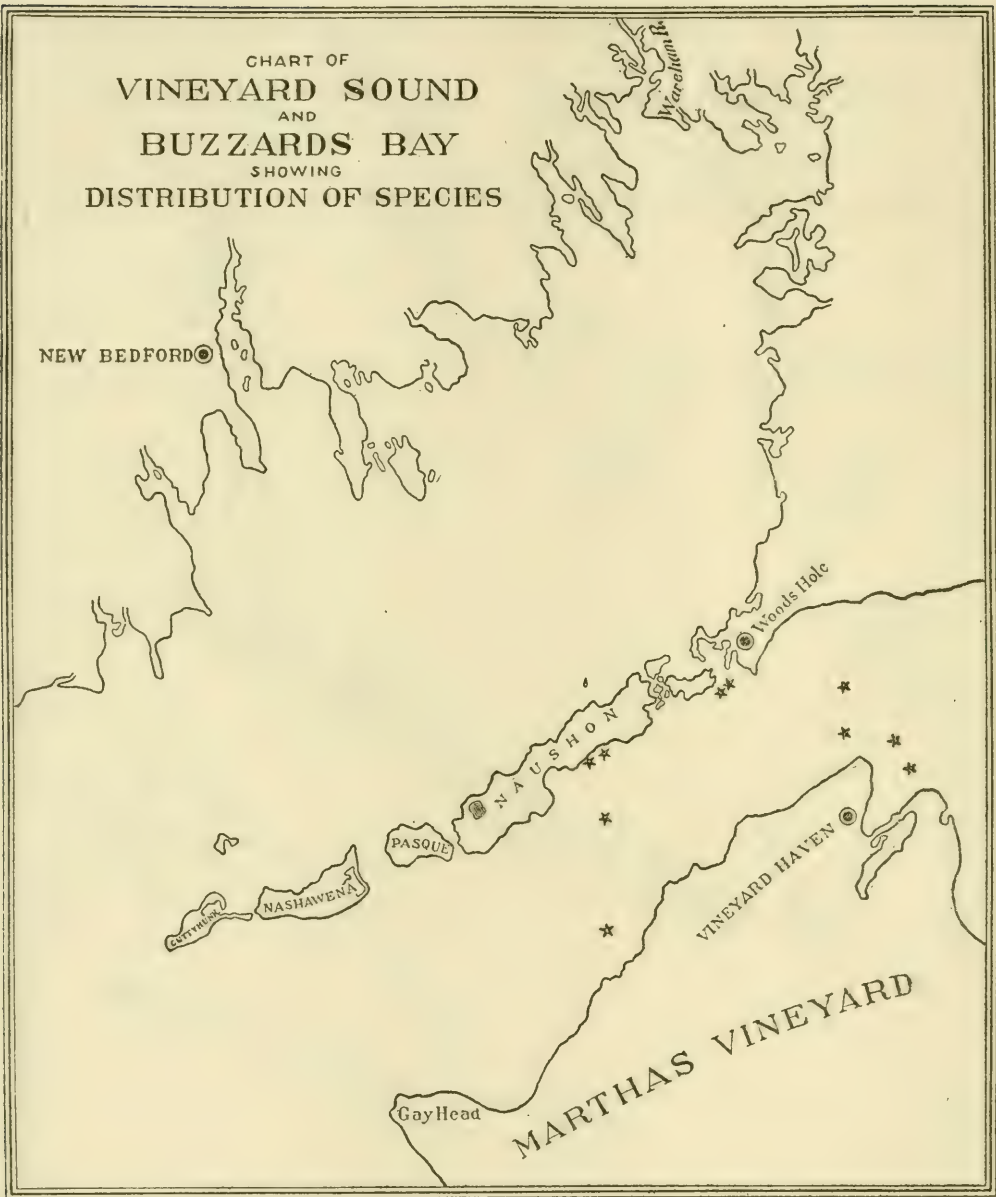 CHART OF
VINEYARD SOUND
AND
BUZZARDS BAY
SHOWING
DISTRIBUTION OF SPECIES
Wareham R.
NEW BEDFORD
Woods Hole
NAUSHON
PASQUE
NASHAWENA
CUTTYHUNK
VINEYARD HAVEN
MARTHAS VINEYARD
Gay Head